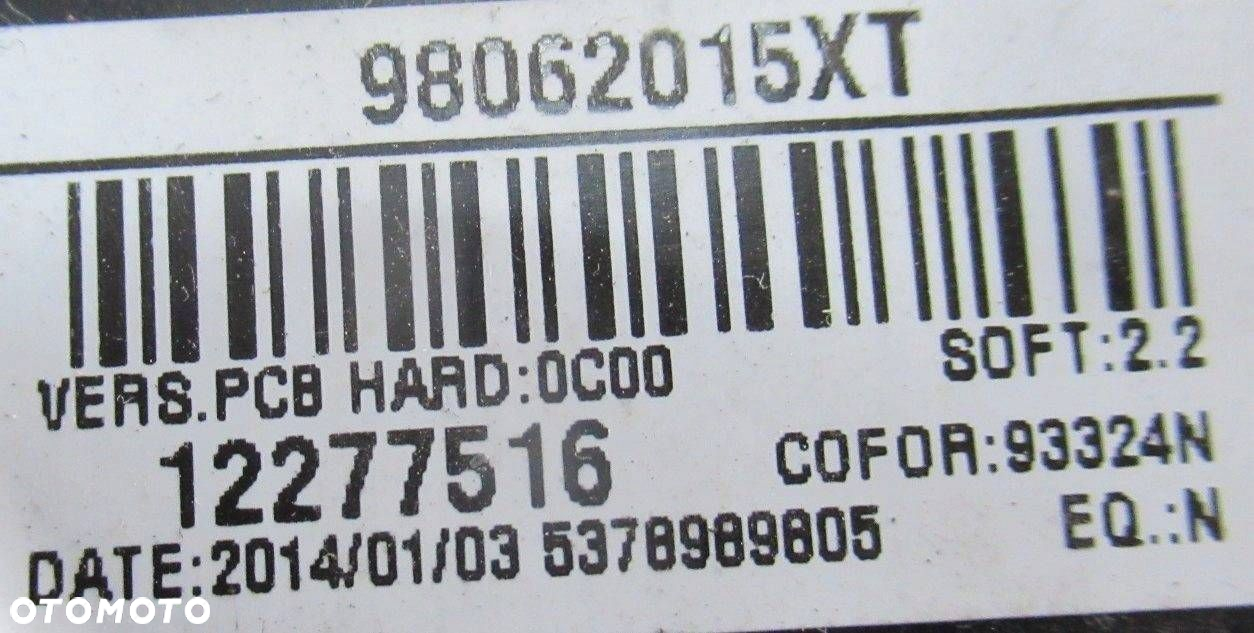 98062015XT
VERS.PCB HARD:0C00 SOFT:2.2
12277516 COFOR:93324N
DATE:2014/01/03 5378989805 EQ.:N
OTOMOTO